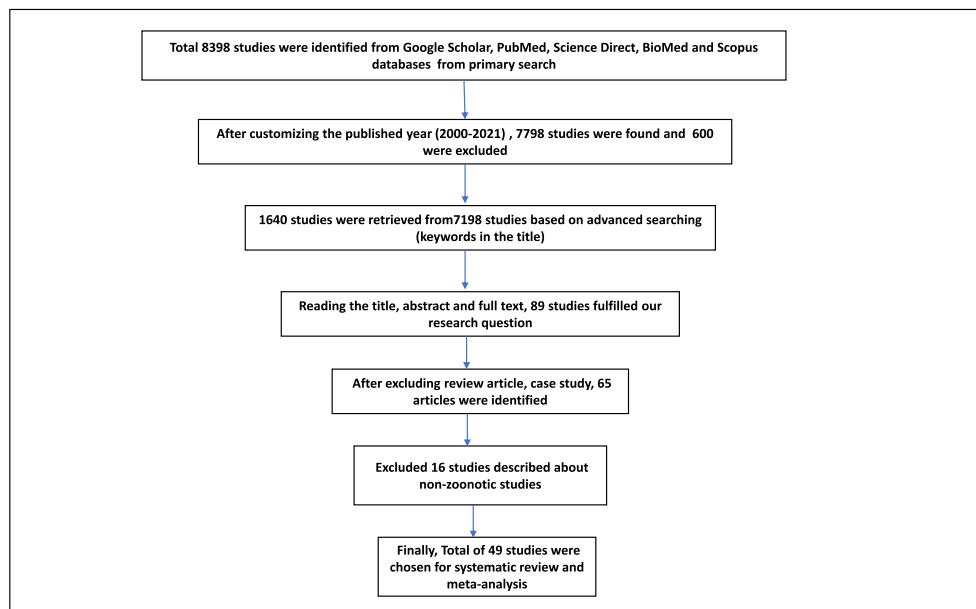 Total 8398 studies were identified from Google Scholar, PubMed, Science Direct, BioMed and Scopus
databases from primary search
After customizing the published year (2000-2021) , 7798 studies were found and 600
were excluded
1640 studies were retrieved from7198 studies based on advanced searching
(keywords in the title)
Reading the title, abstract and full text, 89 studies fulfilled our
research question
After excluding review article, case study, 65
articles were identified
Excluded 16 studies described about
non-zoonotic studies
Finally, Total of 49 studies were
chosen for systematic review and
meta-analysis